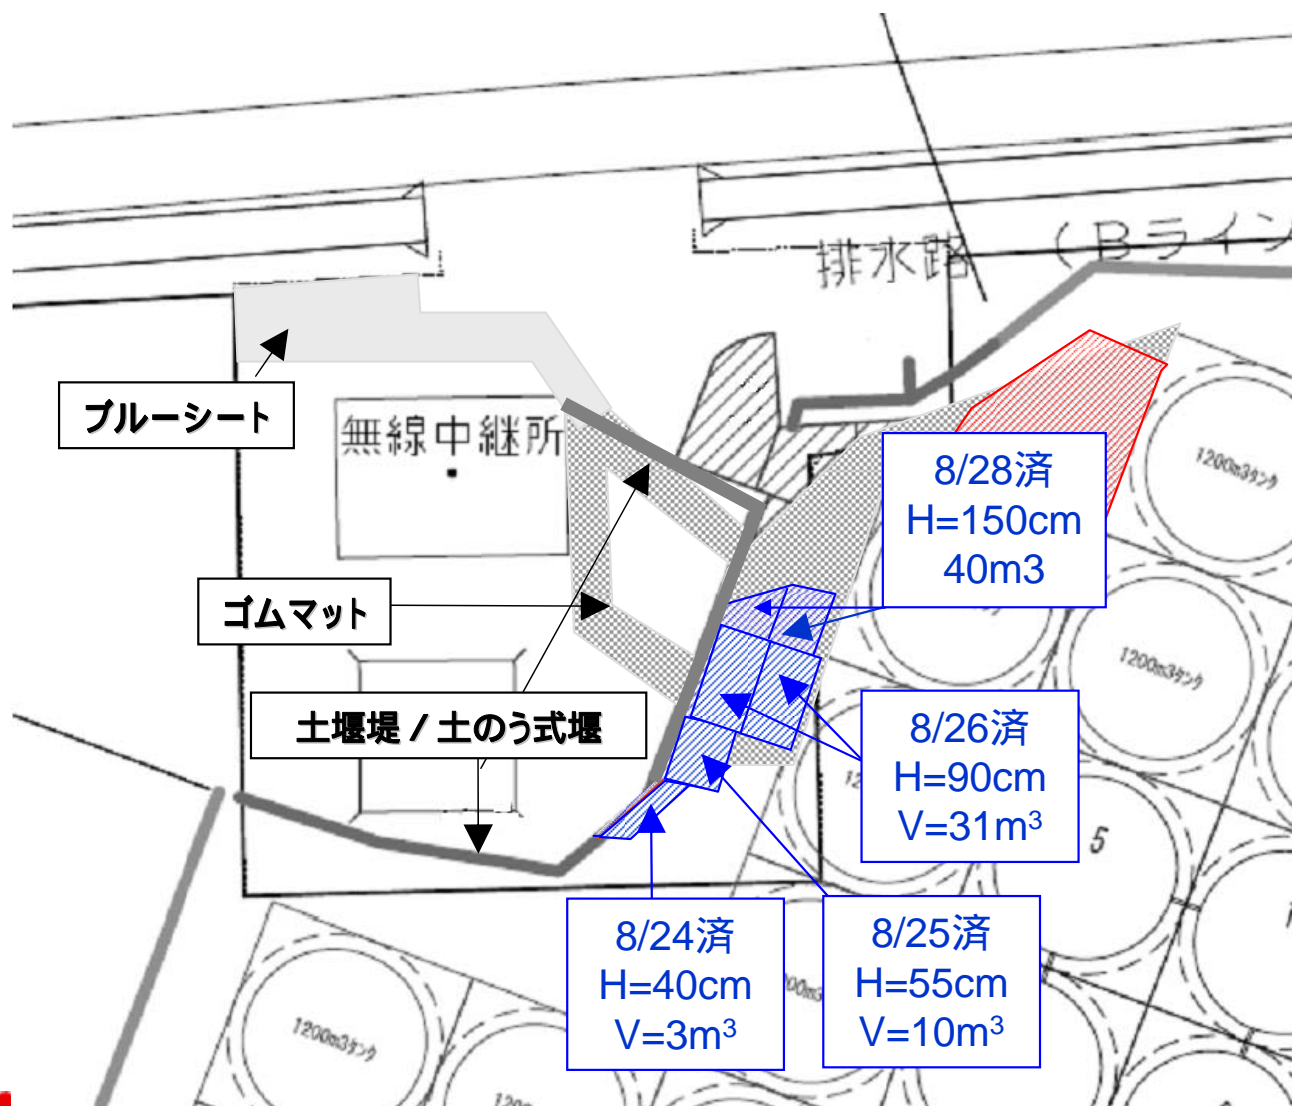 排水路
(Bライン
ブルーシート
無線中継所
1200m3タンク
8/28済
H=150cm
40m3
ゴムマット
1200m3タンク
土堰堤 / 土のう式堰
8/26済
H=90cm
V=31m³
5
8/24済
H=40cm
V=3m³
8/25済
H=55cm
V=10m³
1200m3タンク